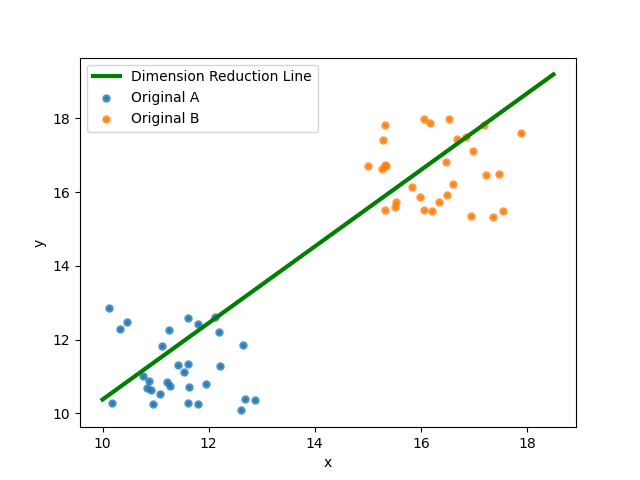 Dimension Reduction Line
Original A
Original B
18
16
14
12
10
y
10 12 14 16 18
x